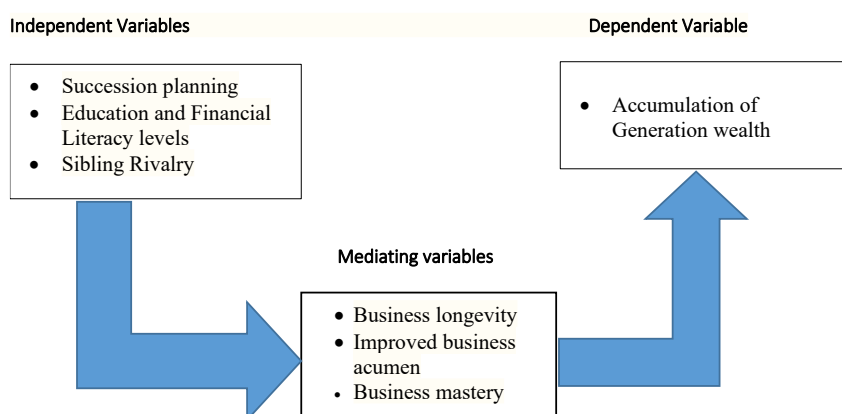 Independent Variables
Dependent Variable
• Succession planning
• Education and Financial
Literacy levels
• Sibling Rivalry
• Accumulation of
Generation wealth
Mediating variables
• Business longevity
• Improved business
acumen
• Business mastery